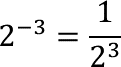 2⁻³ = 1/2³